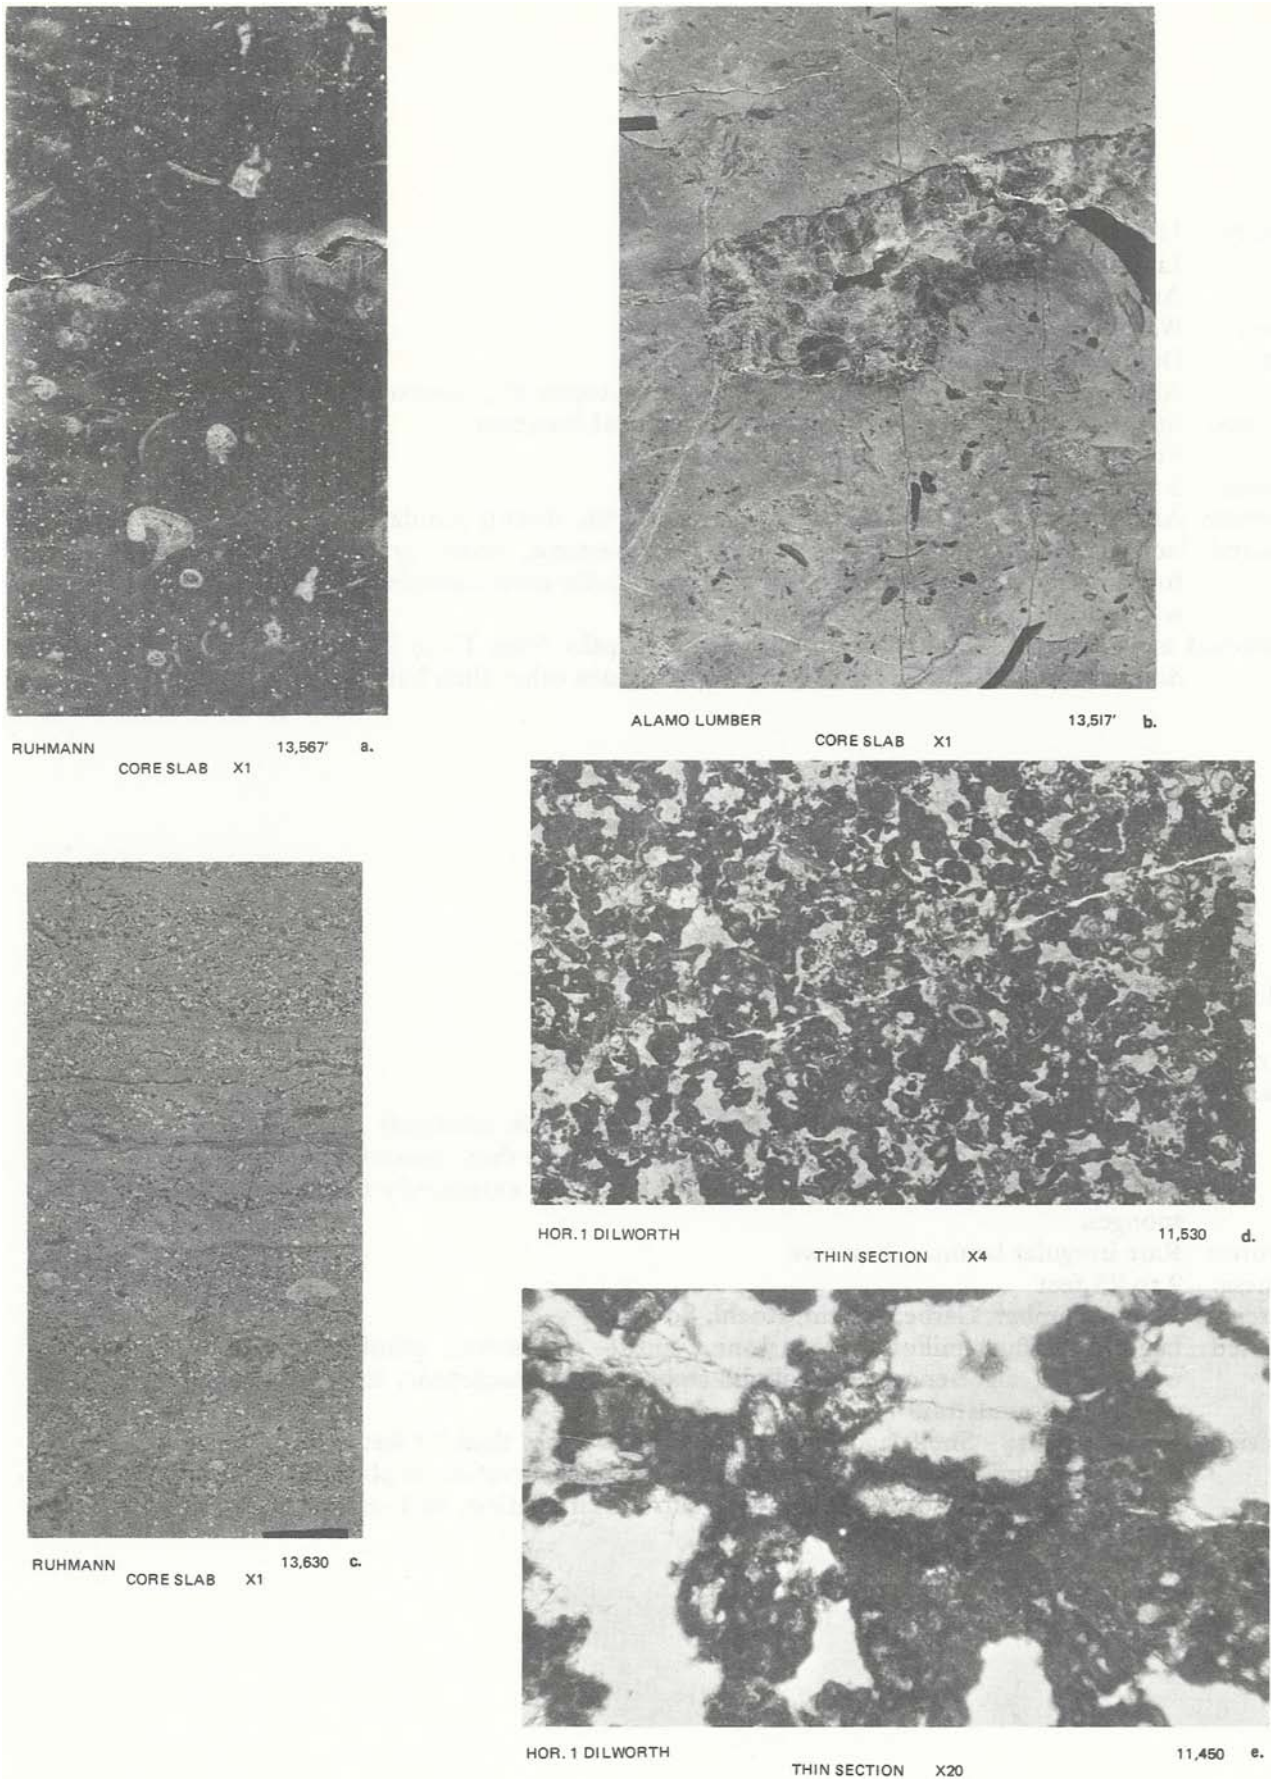 RUHMANN 13,567' a.
CORE SLAB X1
ALAMO LUMBER 13,517' b.
CORE SLAB X1
HOR. 1 DILWORTH 11,530 d.
THIN SECTION X4
RUHMANN 13,630 c.
CORE SLAB X1
HOR. 1 DILWORTH 11,450 e.
THIN SECTION X20